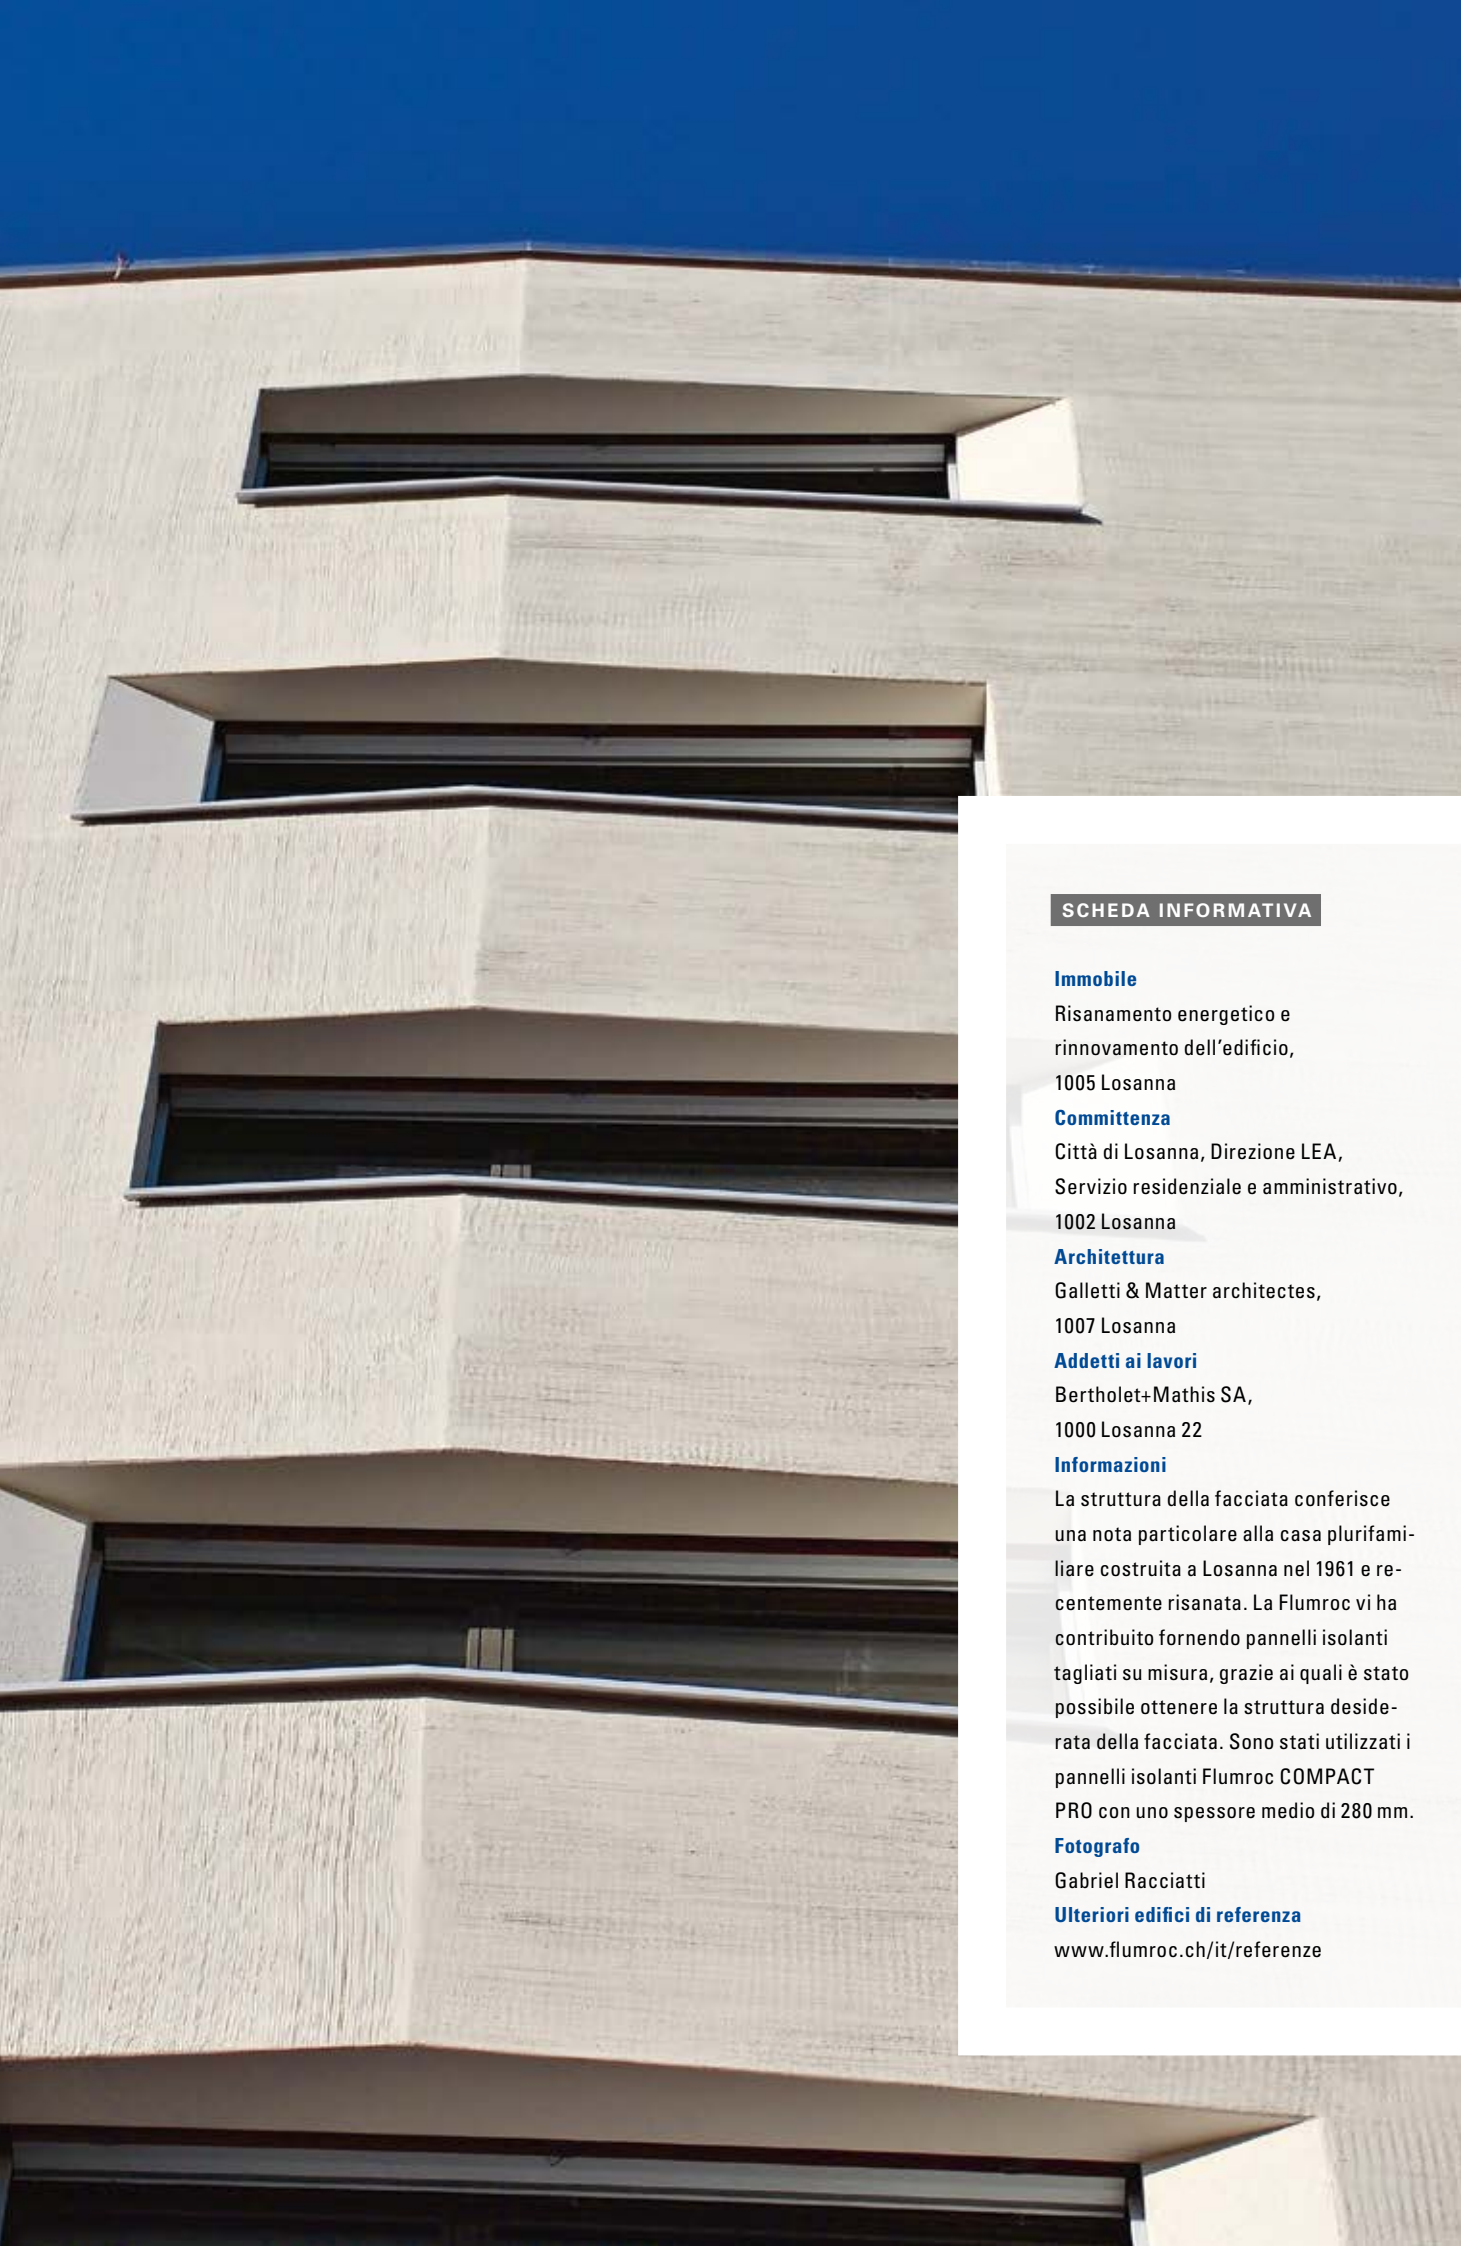 SCHEDA INFORMATIVA
Immobile
Risanamento energetico e
rinnovamento dell’edificio,
1005 Losanna
Committenza
Città di Losanna, Direzione LEA,
Servizio residenziale e amministrativo,
1002 Losanna
Architettura
Galletti & Matter architectes,
1007 Losanna
Addetti ai lavori
Bertholet+Mathis SA,
1000 Losanna 22
Informazioni
La struttura della facciata conferisce
una nota particolare alla casa plurifami-
liare costruita a Losanna nel 1961 e re-
centemente risanata. La Flumroc vi ha
contribuito fornendo pannelli isolanti
tagliati su misura, grazie ai quali è stato
possibile ottenere la struttura deside-
rata della facciata. Sono stati utilizzati i
pannelli isolanti Flumroc COMPACT
PRO con uno spessore medio di 280 mm.
Fotografo
Gabriel Racciatti
Ulteriori edifici di referenza
www.flumroc.ch/it/referenze